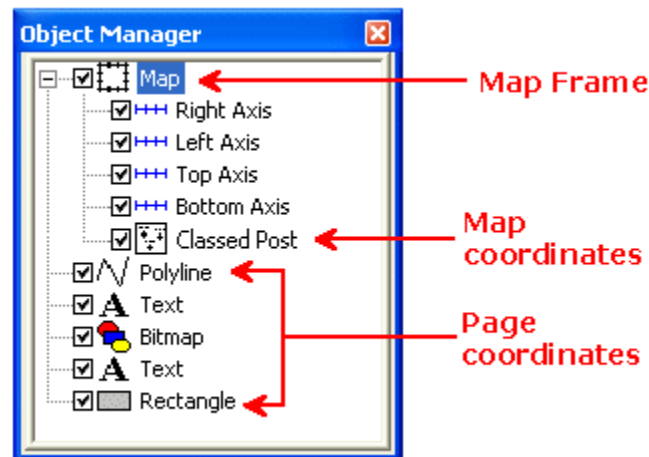 Object Manager
Map
Right Axis
Left Axis
Top Axis
Bottom Axis
Classed Post
Polyline
Text
Bitmap
Text
Rectangle
Map Frame
Map
coordinates
Page
coordinates